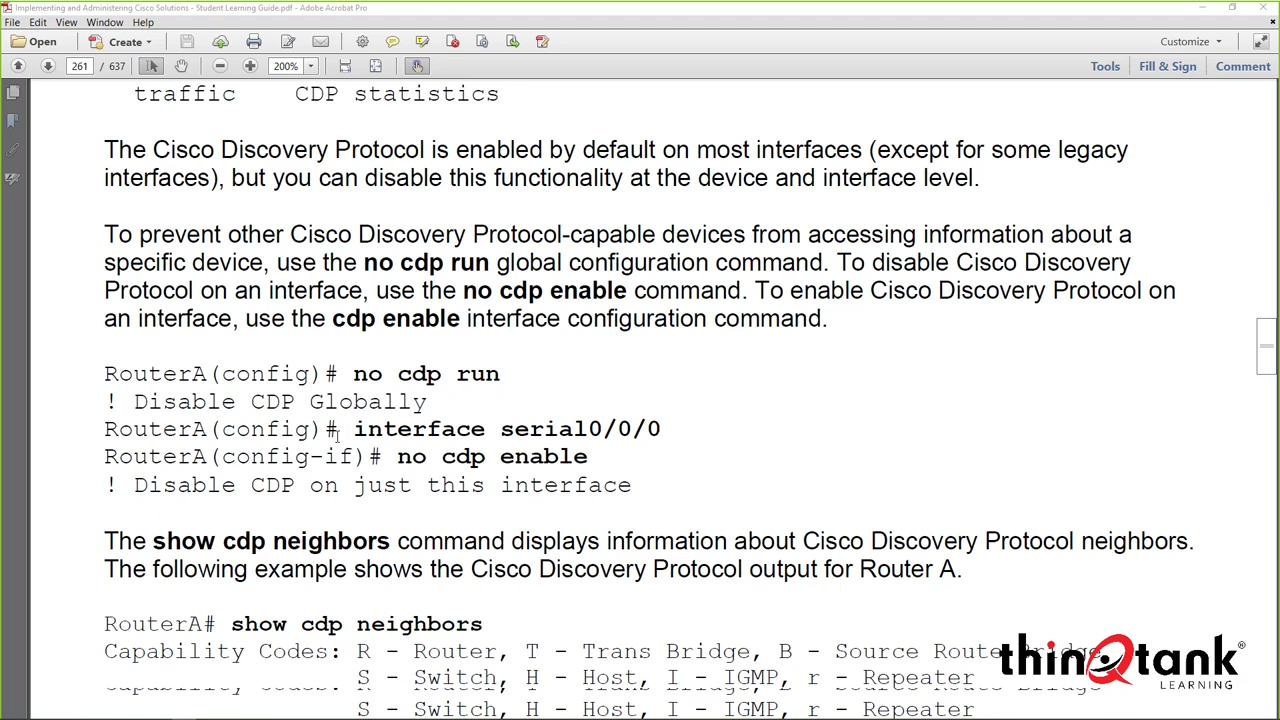 Implementing and Administering Cisco Solutions - Student Learning Guide.pdf - Adobe Acrobat Pro
File Edit View Window Help
Open Create Customize
261 / 637 200% Tools Fill & Sign Comment
traffic CDP statistics
The Cisco Discovery Protocol is enabled by default on most interfaces (except for some legacy
interfaces), but you can disable this functionality at the device and interface level.
To prevent other Cisco Discovery Protocol-capable devices from accessing information about a
specific device, use the no cdp run global configuration command. To disable Cisco Discovery
Protocol on an interface, use the no cdp enable command. To enable Cisco Discovery Protocol on
an interface, use the cdp enable interface configuration command.
RouterA(config)# no cdp run
! Disable CDP Globally
RouterA(config)# interface serial0/0/0
RouterA(config-if)# no cdp enable
! Disable CDP on just this interface
The show cdp neighbors command displays information about Cisco Discovery Protocol neighbors.
The following example shows the Cisco Discovery Protocol output for Router A.
RouterA# show cdp neighbors
Capability Codes: R - Router, T - Trans Bridge, B - Source Route Bridge
S - Switch, H - Host, I - IGMP, r - Repeater
S - Switch, H - Host, I - IGMP, r - Repeater
thinQtank®
LEARNING